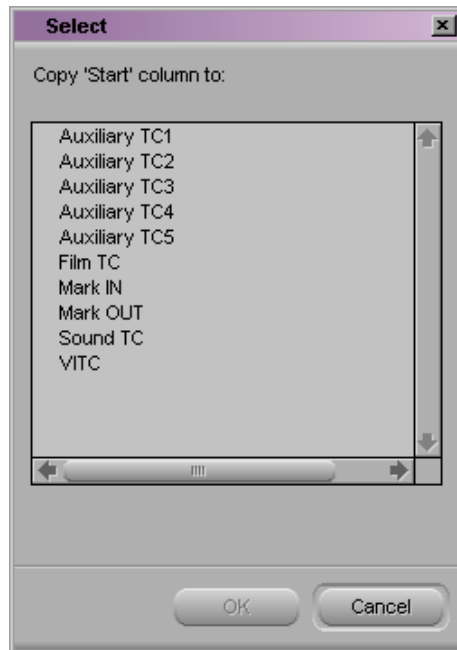 Select
Copy 'Start' column to:
Auxiliary TC1
Auxiliary TC2
Auxiliary TC3
Auxiliary TC4
Auxiliary TC5
Film TC
Mark IN
Mark OUT
Sound TC
VITC
OK
Cancel